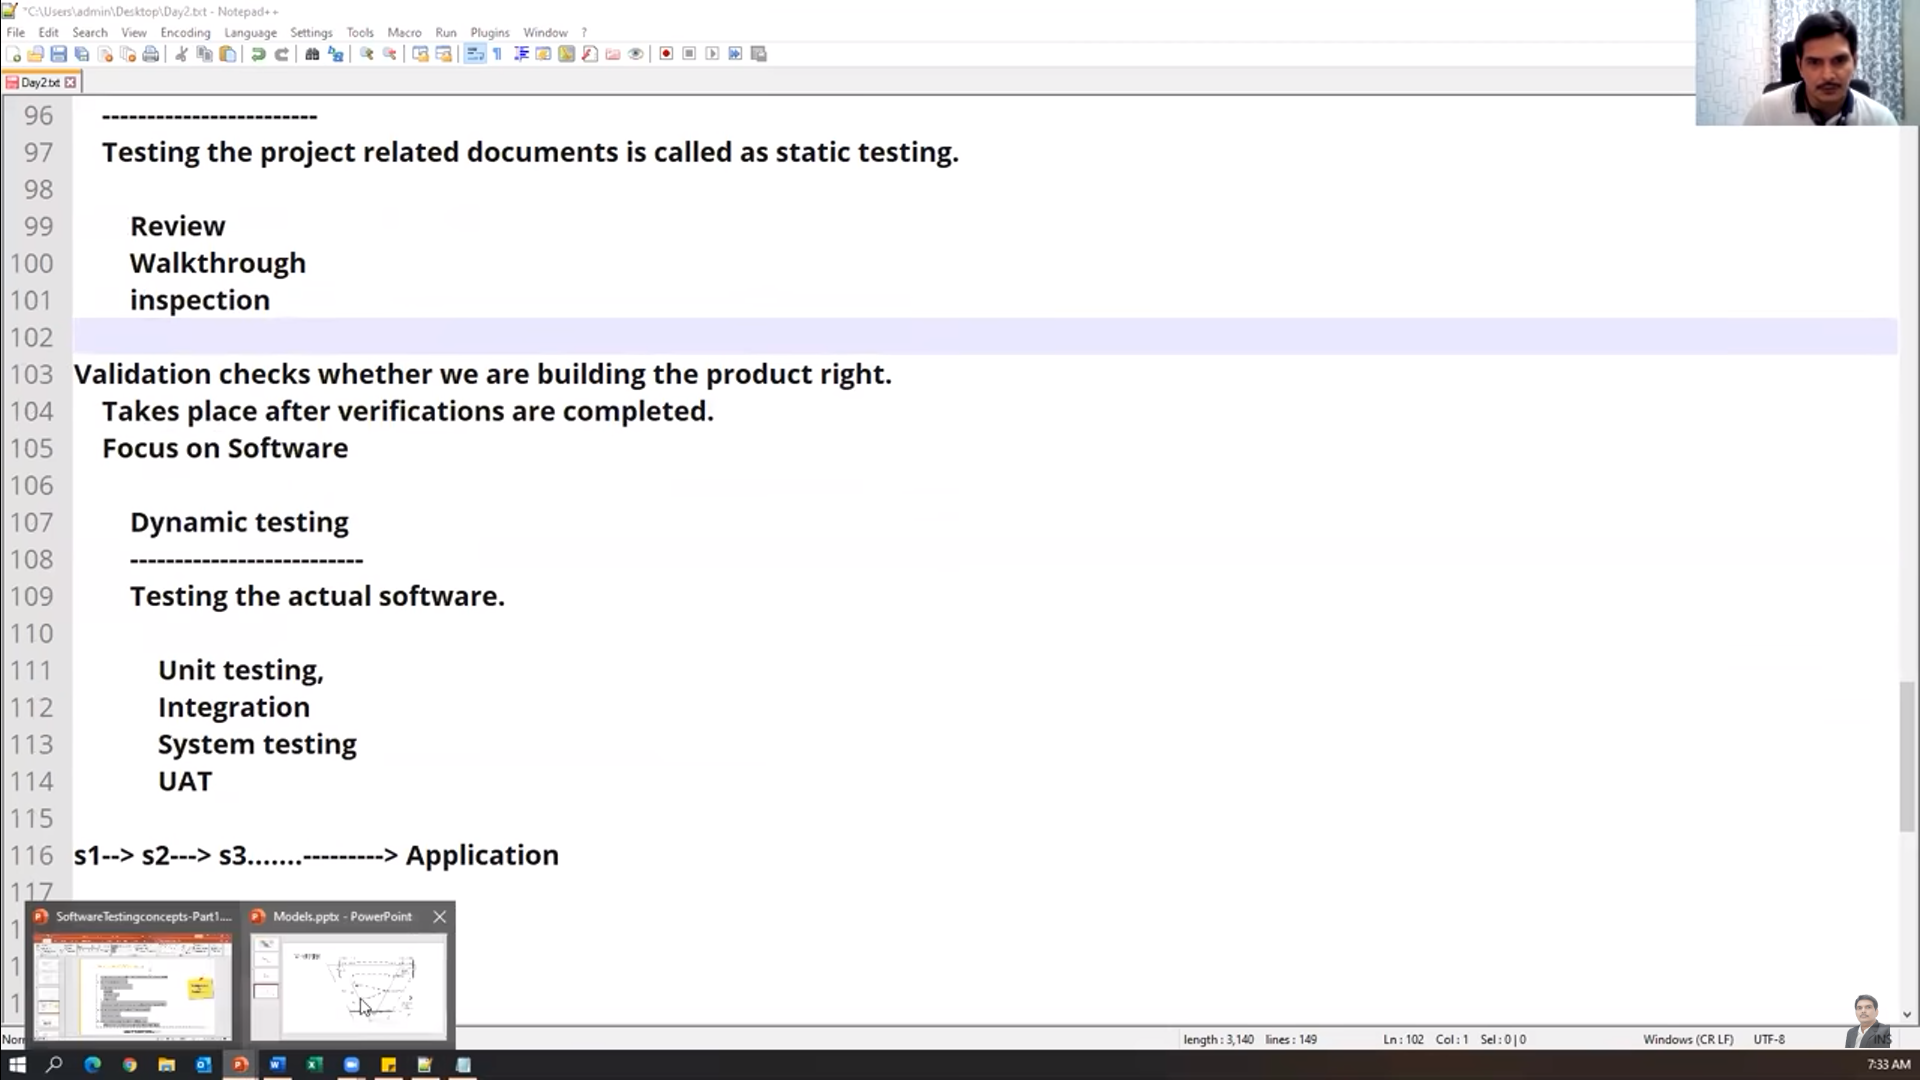 *C:\Users\admin\Desktop\Day2.txt - Notepad++
File Edit Search View Encoding Language Settings Tools Macro Run Plugins Window ?
Day2.txt
96 ------------------------
97 Testing the project related documents is called as static testing.
98
99 Review
100 Walkthrough
101 inspection
102
103 Validation checks whether we are building the product right.
104 Takes place after verifications are completed.
105 Focus on Software
106
107 Dynamic testing
108 --------------------------
109 Testing the actual software.
110
111 Unit testing,
112 Integration
113 System testing
114 UAT
115
116 s1--> s2---> s3.......---------> Application
117
SoftwareTestingconcepts-Part1.... Models.pptx - PowerPoint
length : 3,140 lines : 149 Ln : 102 Col : 1 Sel : 0 | 0 Windows (CR LF) UTF-8 INS
7:33 AM